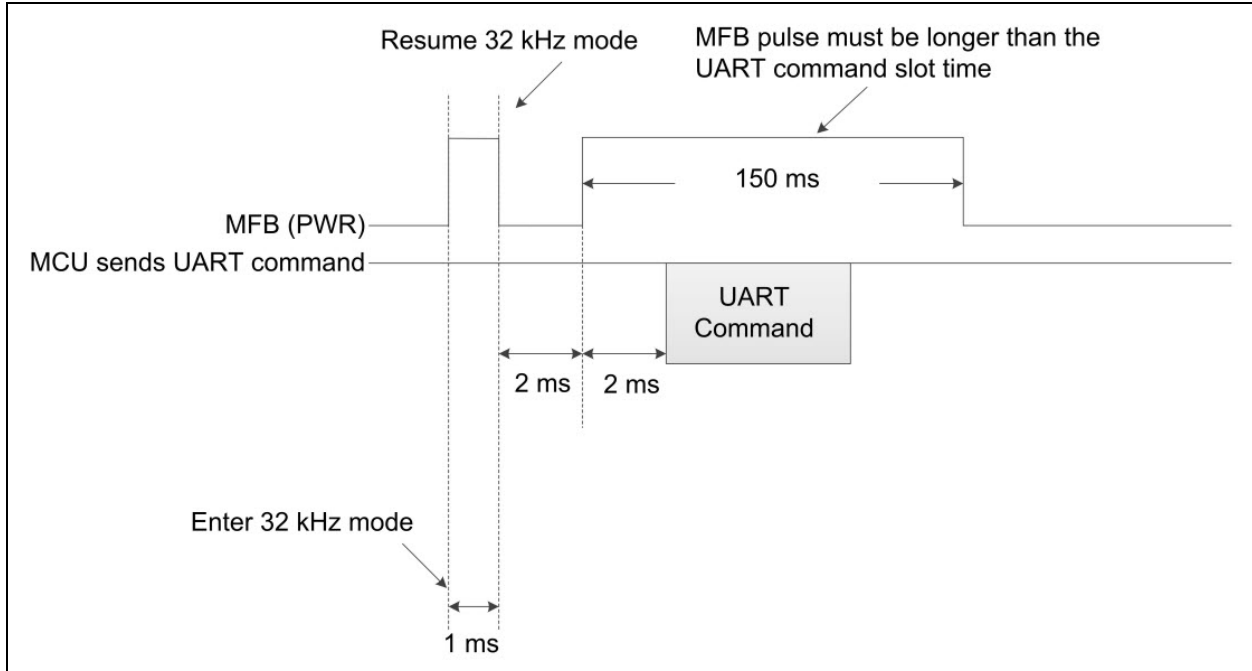 Resume 32 kHz mode
MFB pulse must be longer than the
UART command slot time
150 ms
MFB (PWR)
MCU sends UART command
UART
Command
2 ms
2 ms
Enter 32 kHz mode
1 ms